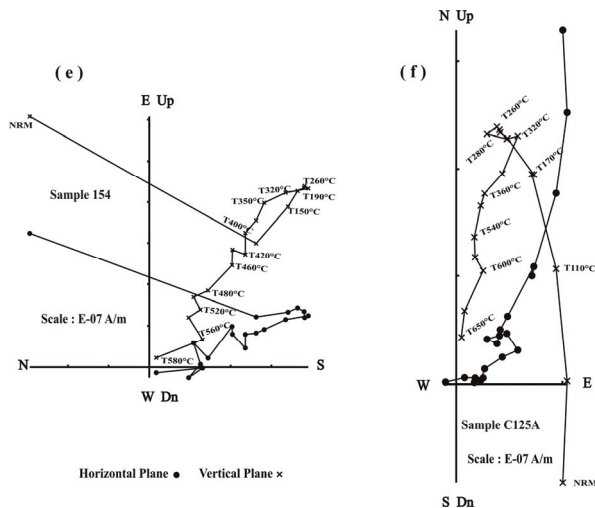 ( e )
E Up
NRM
Sample 154
T260°C
T320°C
T190°C
T350°C
T150°C
T400°C
T420°C
T460°C
T480°C
T520°C
Scale : E-07 A/m
T560°C
T580°C
N
S
W Dn
N Up
( f )
T260°C
T320°C
T280°C
T170°C
T360°C
T540°C
T600°C
T110°C
T650°C
W
E
Sample C125A
Scale : E-07 A/m
NRM
S Dn
Horizontal Plane ● Vertical Plane ×